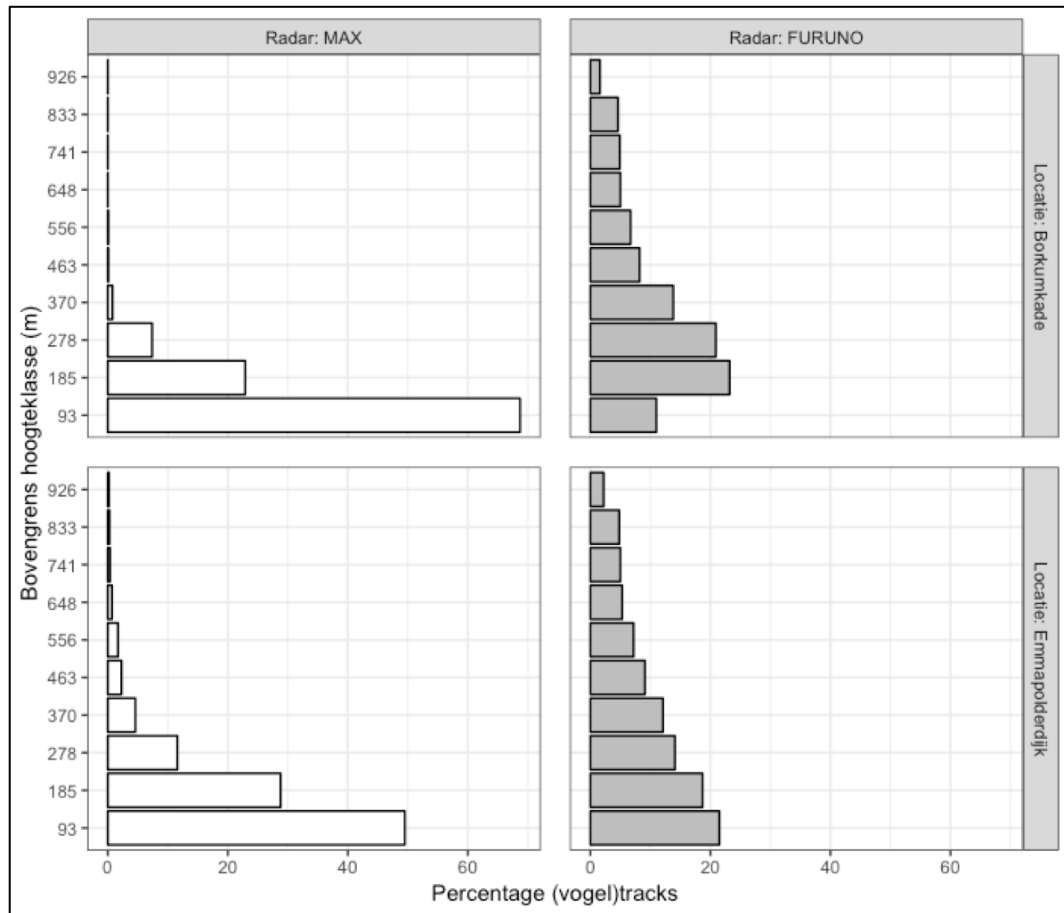 Radar: MAX
Radar: FURUNO
926
833
741
648
556
463
370
278
185
93
Locatie: Borkumkade
926
833
741
648
556
463
370
278
185
93
Locatie: Emmapolderdijk
Bovengrens hoogteklasse (m)
0 20 40 60
0 20 40 60
Percentage (vogel)tracks